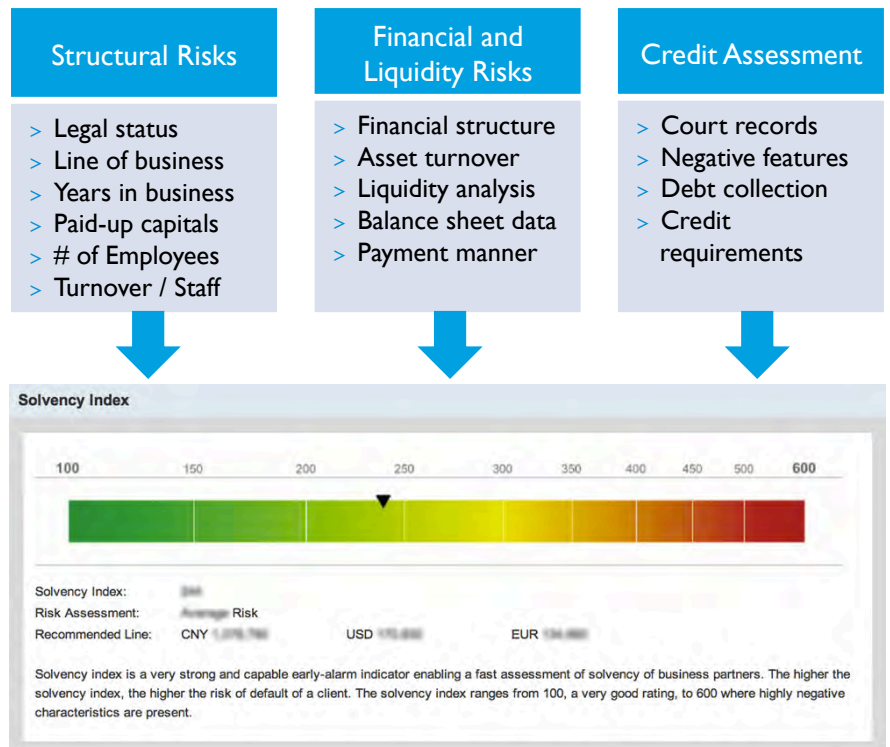 Structural Risks
> Legal status
> Line of business
> Years in business
> Paid-up capitals
> # of Employees
> Turnover / Staff
Financial and
Liquidity Risks
> Financial structure
> Asset turnover
> Liquidity analysis
> Balance sheet data
> Payment manner
Credit Assessment
> Court records
> Negative features
> Debt collection
> Credit
requirements
Solvency Index
100 150 200 250 300 350 400 450 500 600
Solvency Index:
Risk Assessment: Risk
Recommended Line: CNY USD EUR
Solvency index is a very strong and capable early-alarm indicator enabling a fast assessment of solvency of business partners. The higher the
solvency index, the higher the risk of default of a client. The solvency index ranges from 100, a very good rating, to 600 where highly negative
characteristics are present.